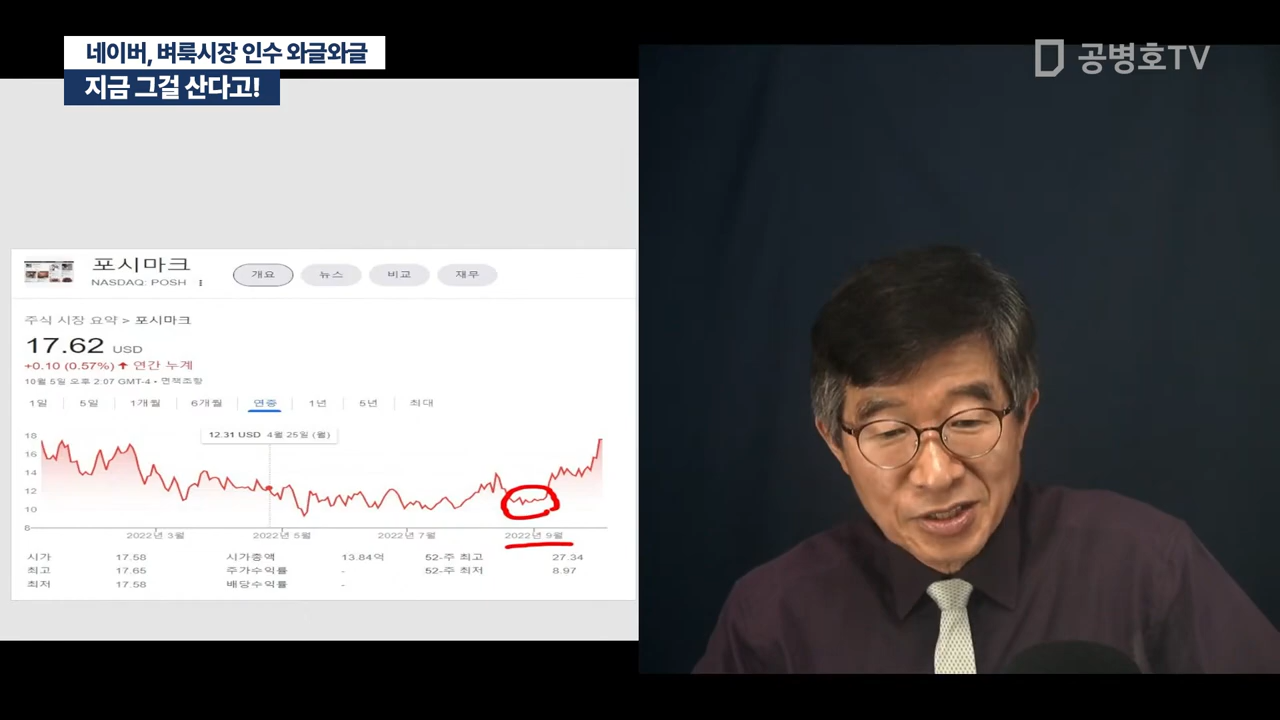 네이버, 벼룩시장 인수 와글와글
지금 그걸 산다고!
공병호TV
포시마크
NASDAQ: POSH
개요 뉴스 비교 재무
주식 시장 요약 > 포시마크
17.62 USD
+0.10 (0.57%) ↑ 연간 누계
10월 5일 오후 2:07 GMT-4 • 면책조항
1일 5일 1개월 6개월 연중 1년 5년 최대
12.31 USD 4월 25일 (월)
18
16
14
12
10
8
2022년 3월 2022년 5월 2022년 7월 2022년 9월
시가 17.58 시가총액 13.84억 52-주 최고 27.34
최고 17.65 주가수익률 - 52-주 최저 8.97
최저 17.58 배당수익률 -